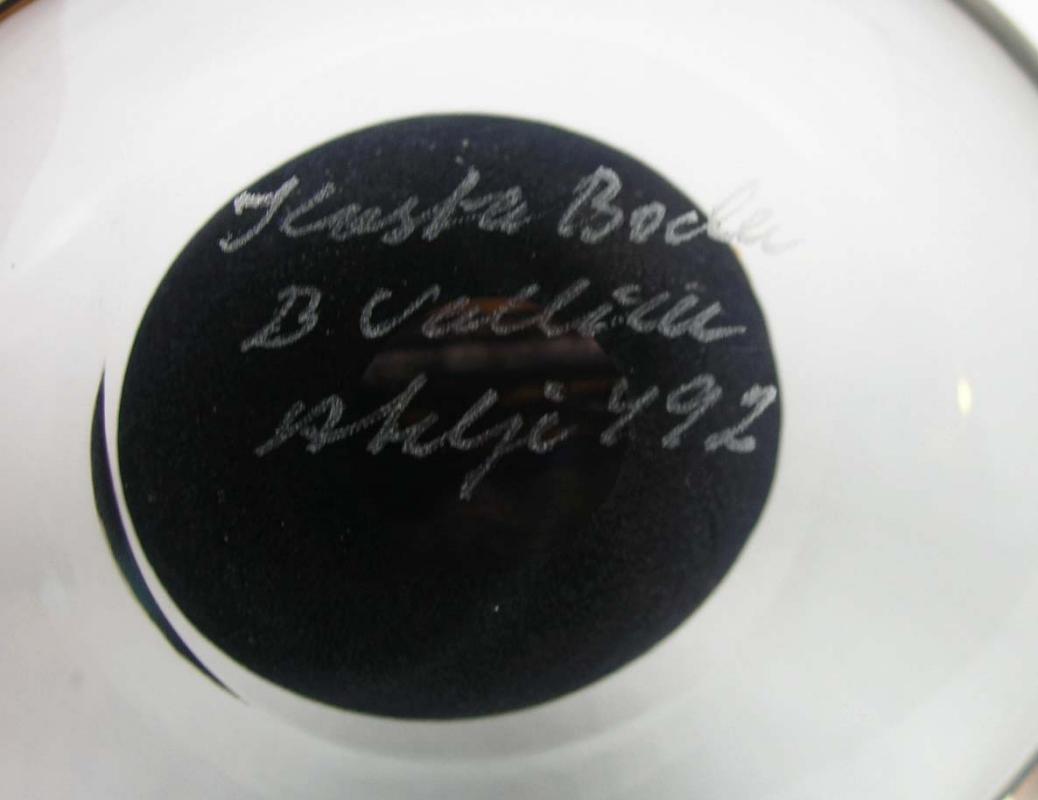 Kosta Boda
B Vallien
Atelje 492